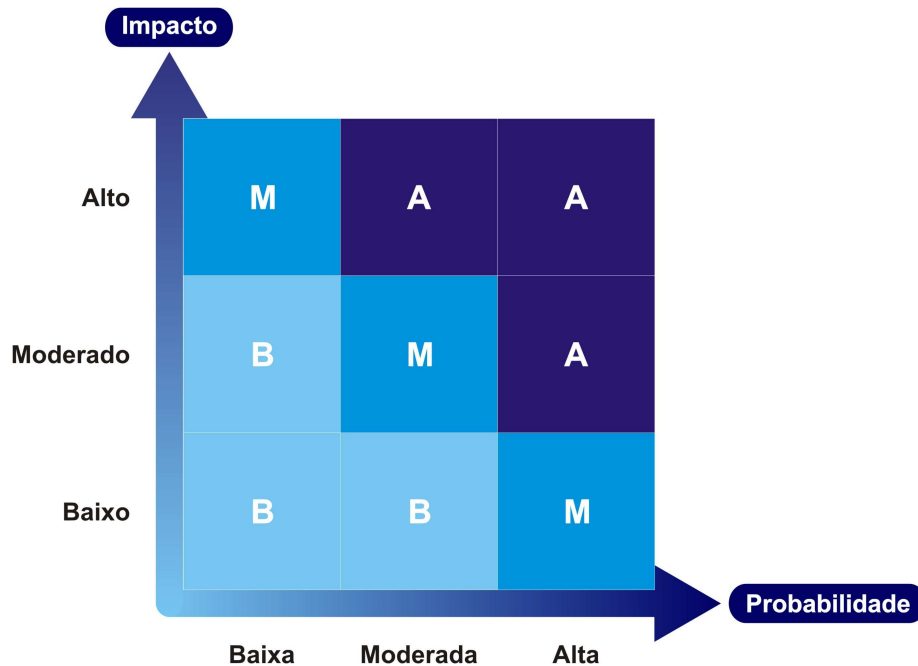 Impacto
Alto
M A A
Moderado
B M A
Baixo
B B M
Probabilidade
Baixa Moderada Alta